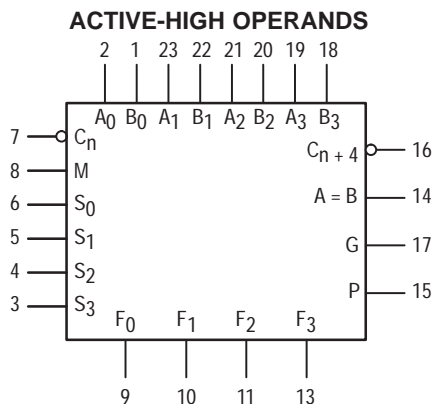 ACTIVE-HIGH OPERANDS
2 1 23 22 21 20 19 18
A0 B0 A1 B1 A2 B2 A3 B3
7 Cn
Cn + 4 16
8 M
A = B 14
6 S0
5 S1
G 17
4 S2
P 15
3 S3
F0 F1 F2 F3
9 10 11 13